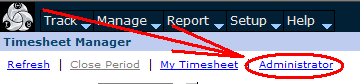 Track Manage Report Setup Help
Timesheet Manager
Refresh | Close Period | My Timesheet | Administrator